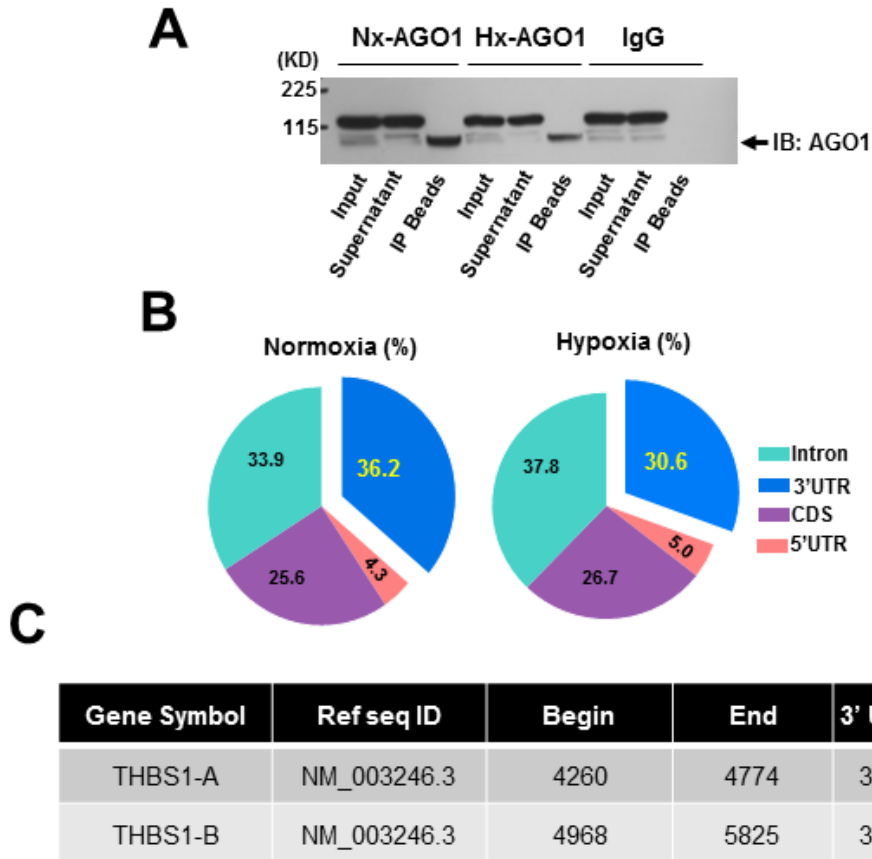 A
Nx-AGO1 Hx-AGO1 IgG
(KD)
225
115
IB: AGO1
Input Supernatant IP Beads Input Supernatant IP Beads Input Supernatant IP Beads
B
Normoxia (%)
Hypoxia (%)
33.9 36.2 25.6 4.3
37.8 30.6 26.7 5.0
Intron
3'UTR
CDS
5'UTR
C
Gene Symbol Ref seq ID Begin End 3'
THBS1-A NM_003246.3 4260 4774 3
THBS1-B NM_003246.3 4968 5825 3